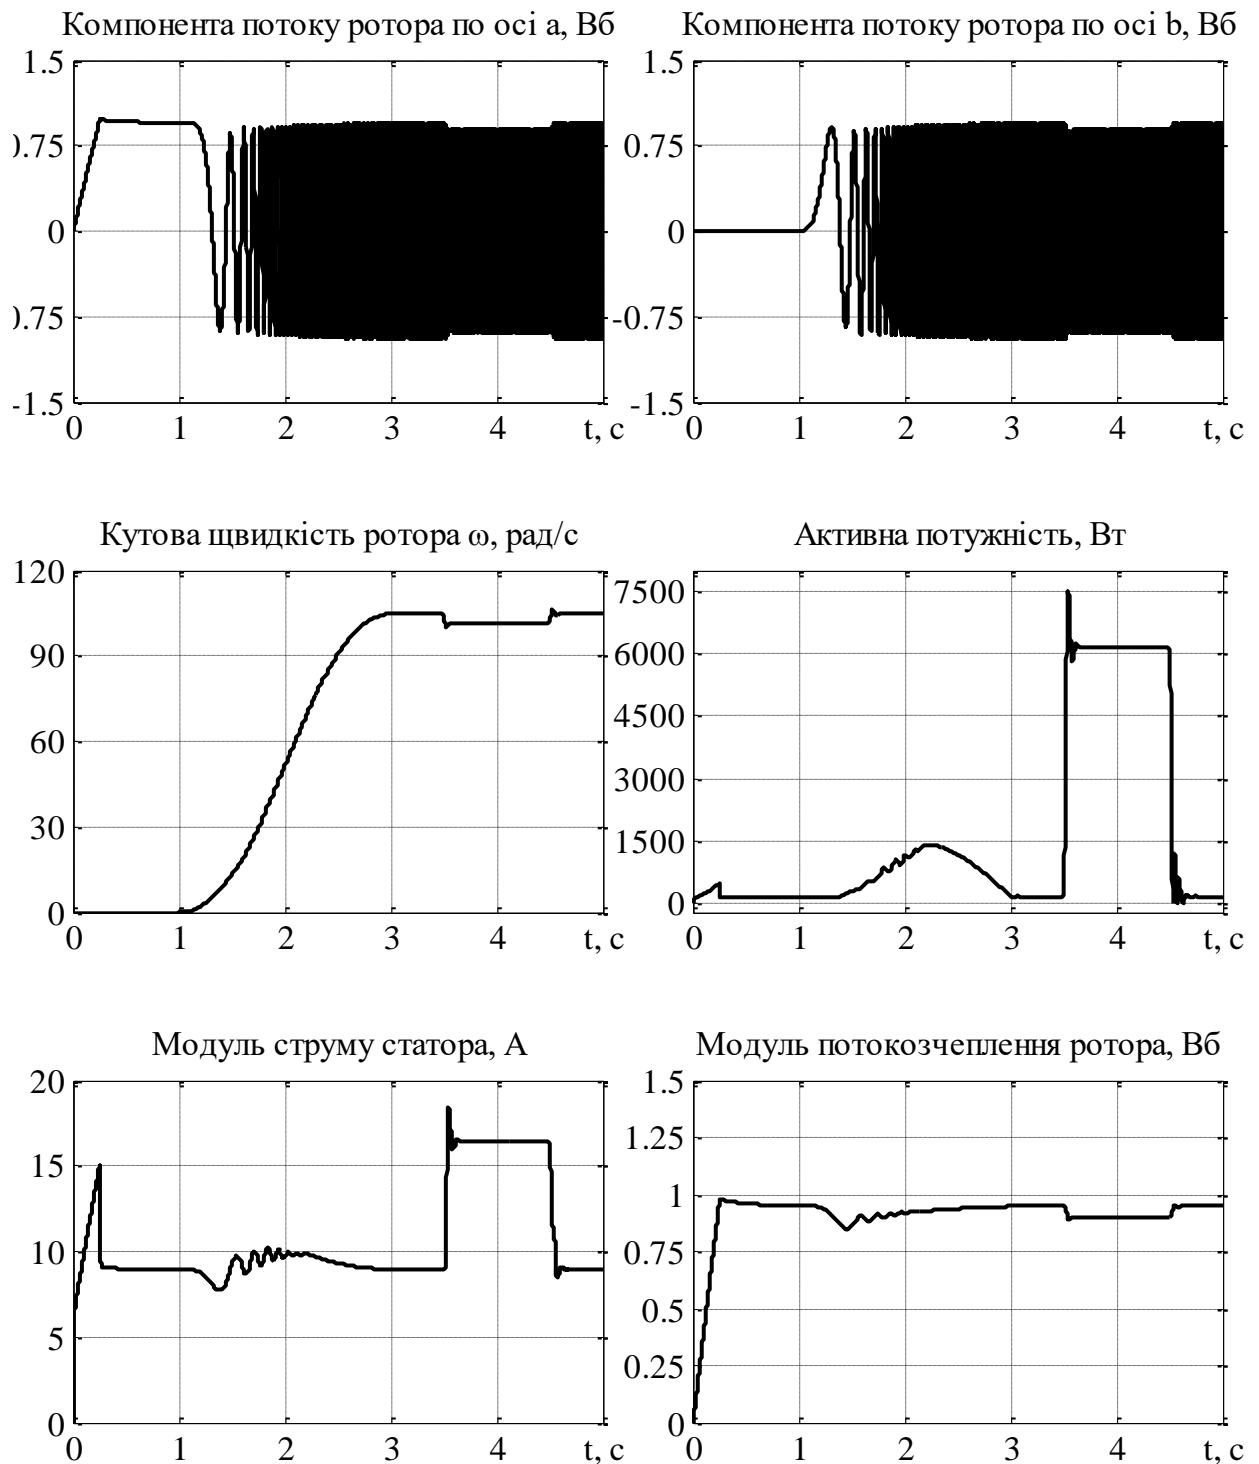 Компонента потоку ротора по осі a, Вб
1.5
0.75
0
0.75
-1.5
0 1 2 3 4 t, с
Компонента потоку ротора по осі b, Вб
1.5
0.75
0
-0.75
-1.5
0 1 2 3 4 t, с
Кутова щвидкість ротора ω, рад/с
120
90
60
30
0
0 1 2 3 4 t, с
Активна потужність, Вт
7500
6000
4500
3000
1500
0
0 1 2 3 4 t, с
Модуль струму статора, А
20
15
10
5
0
0 1 2 3 4 t, с
Модуль потокозчеплення ротора, Вб
1.5
1.25
1
0.75
0.5
0.25
0
0 1 2 3 4 t, с